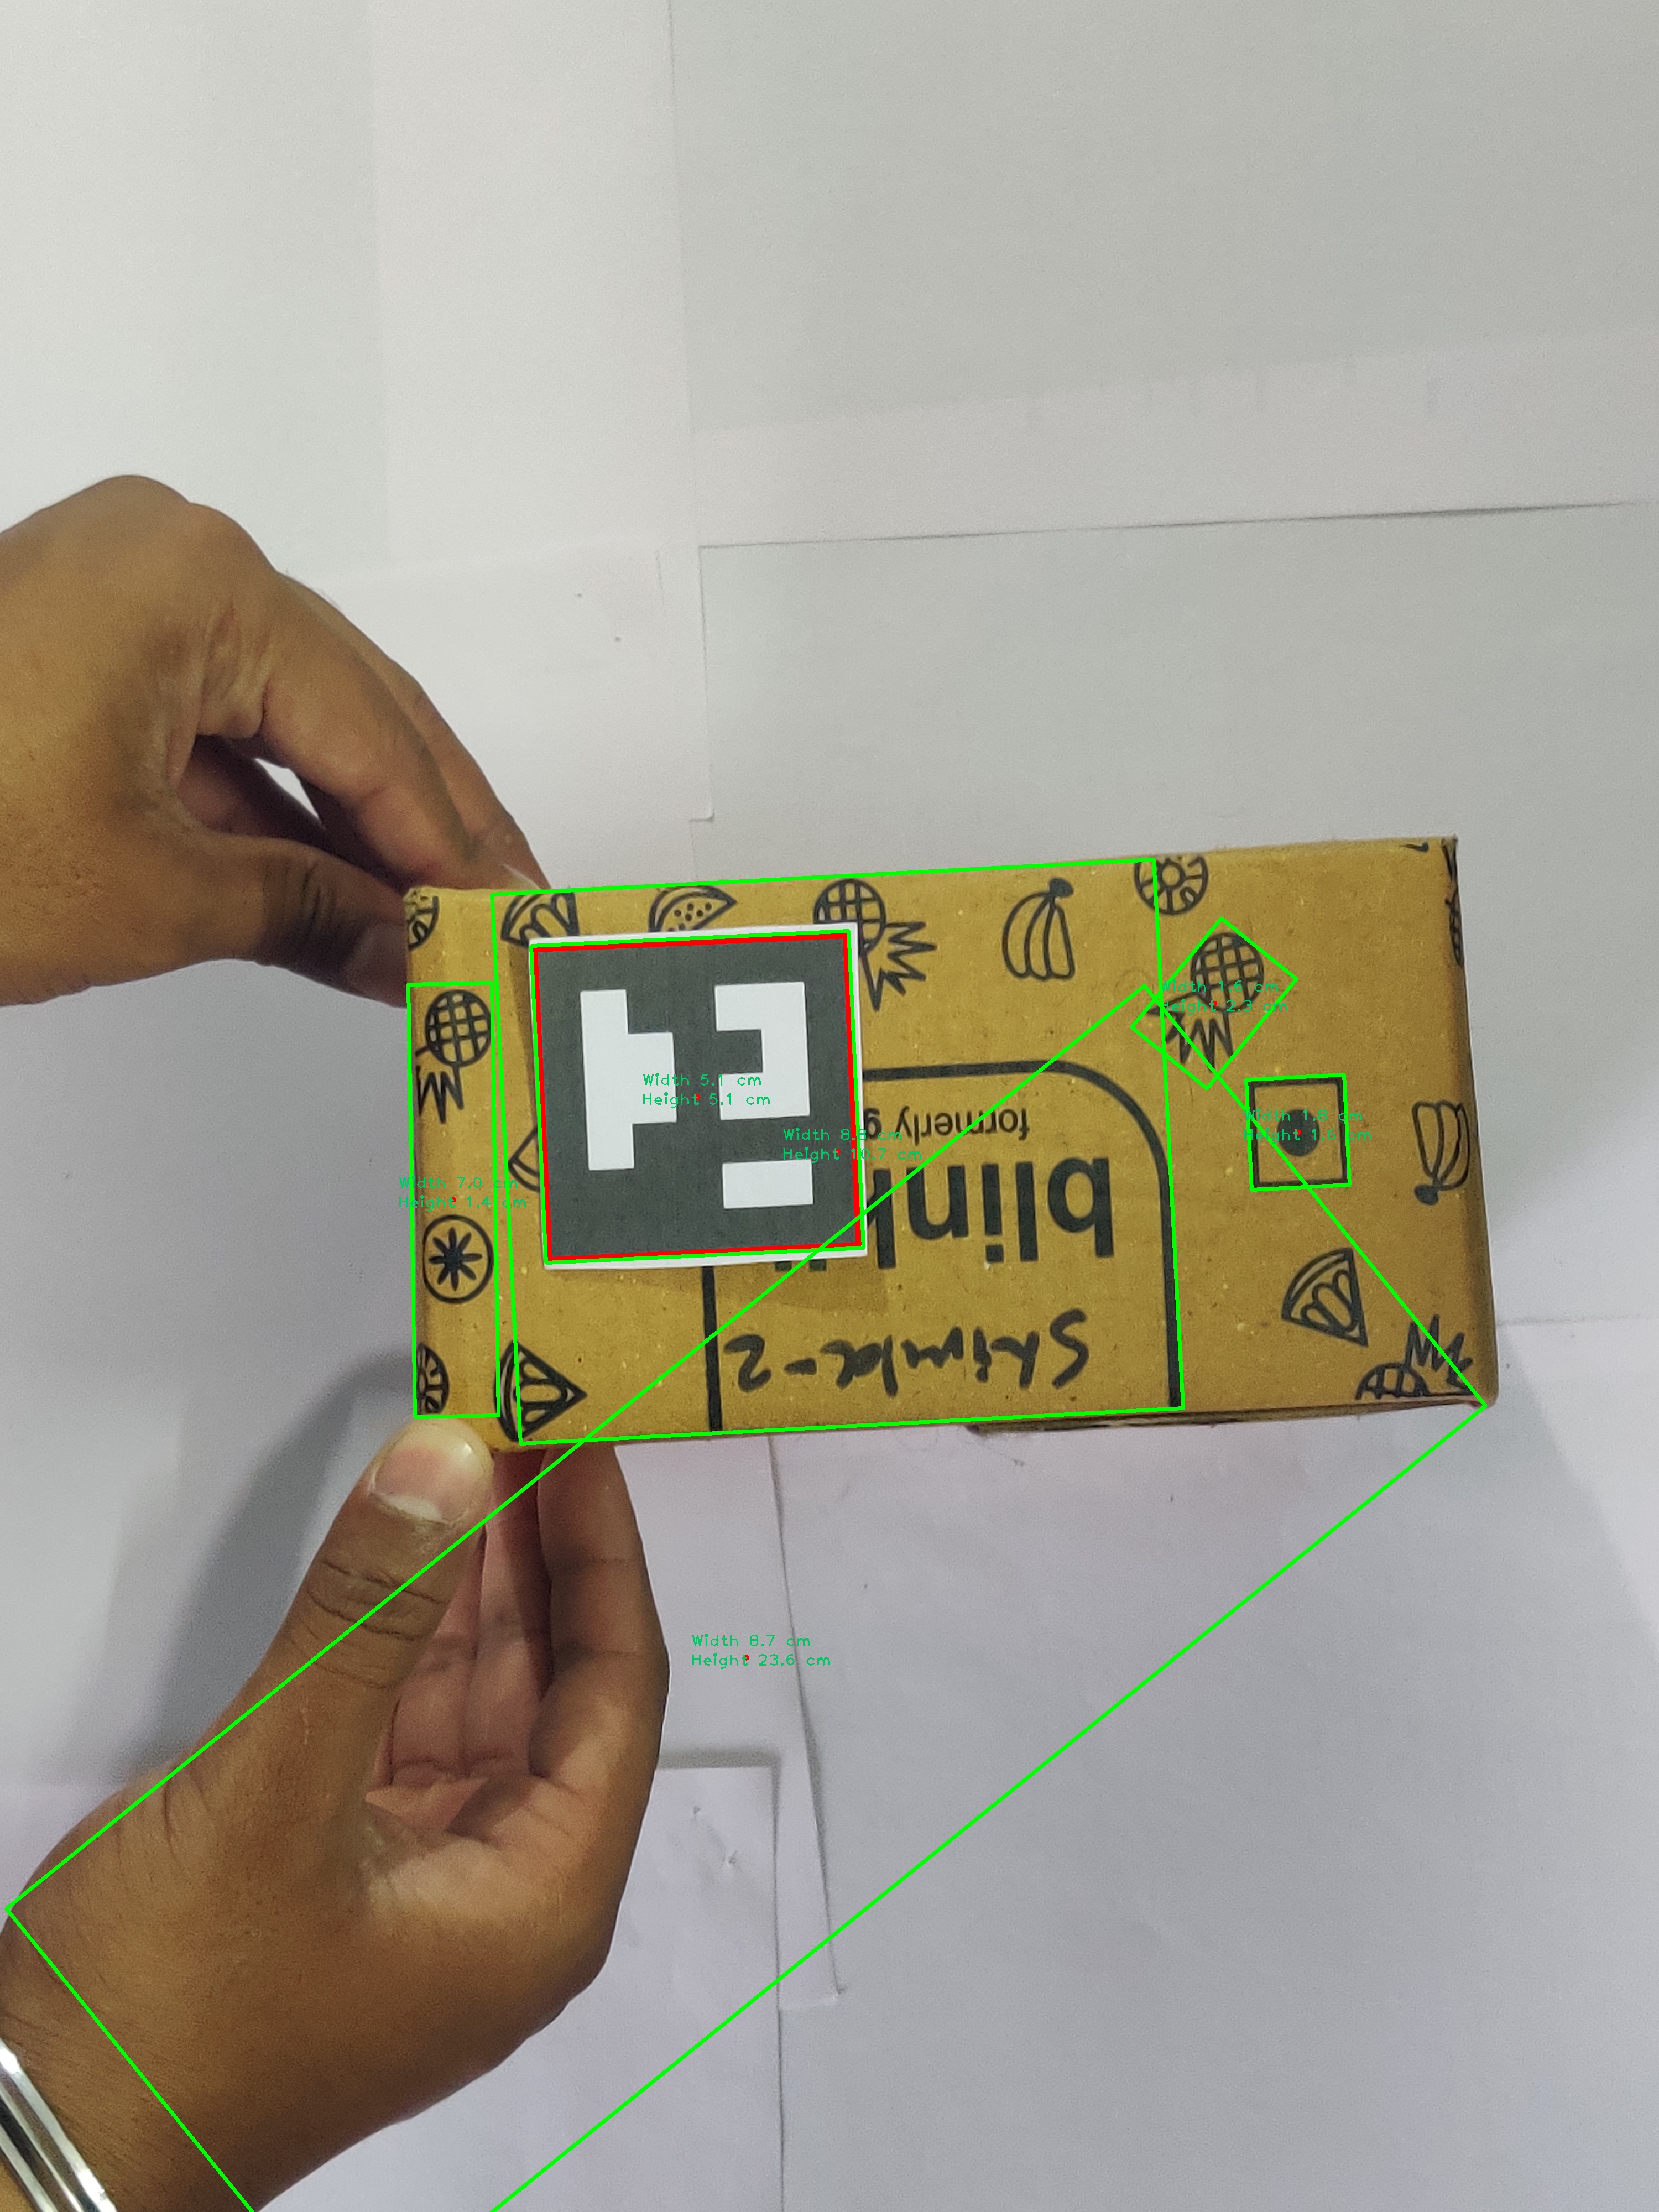 Width 1.6 cm
Height 2.3 cm
Width 5.1 cm
Height 5.1 cm
Width 1.8 cm
Height 1.6 cm
Width 8.8 cm
Height 10.7 cm
Width 7.0 cm
Height 1.4 cm
formerly g
blink
Width 8.7 cm
Height 23.6 cm